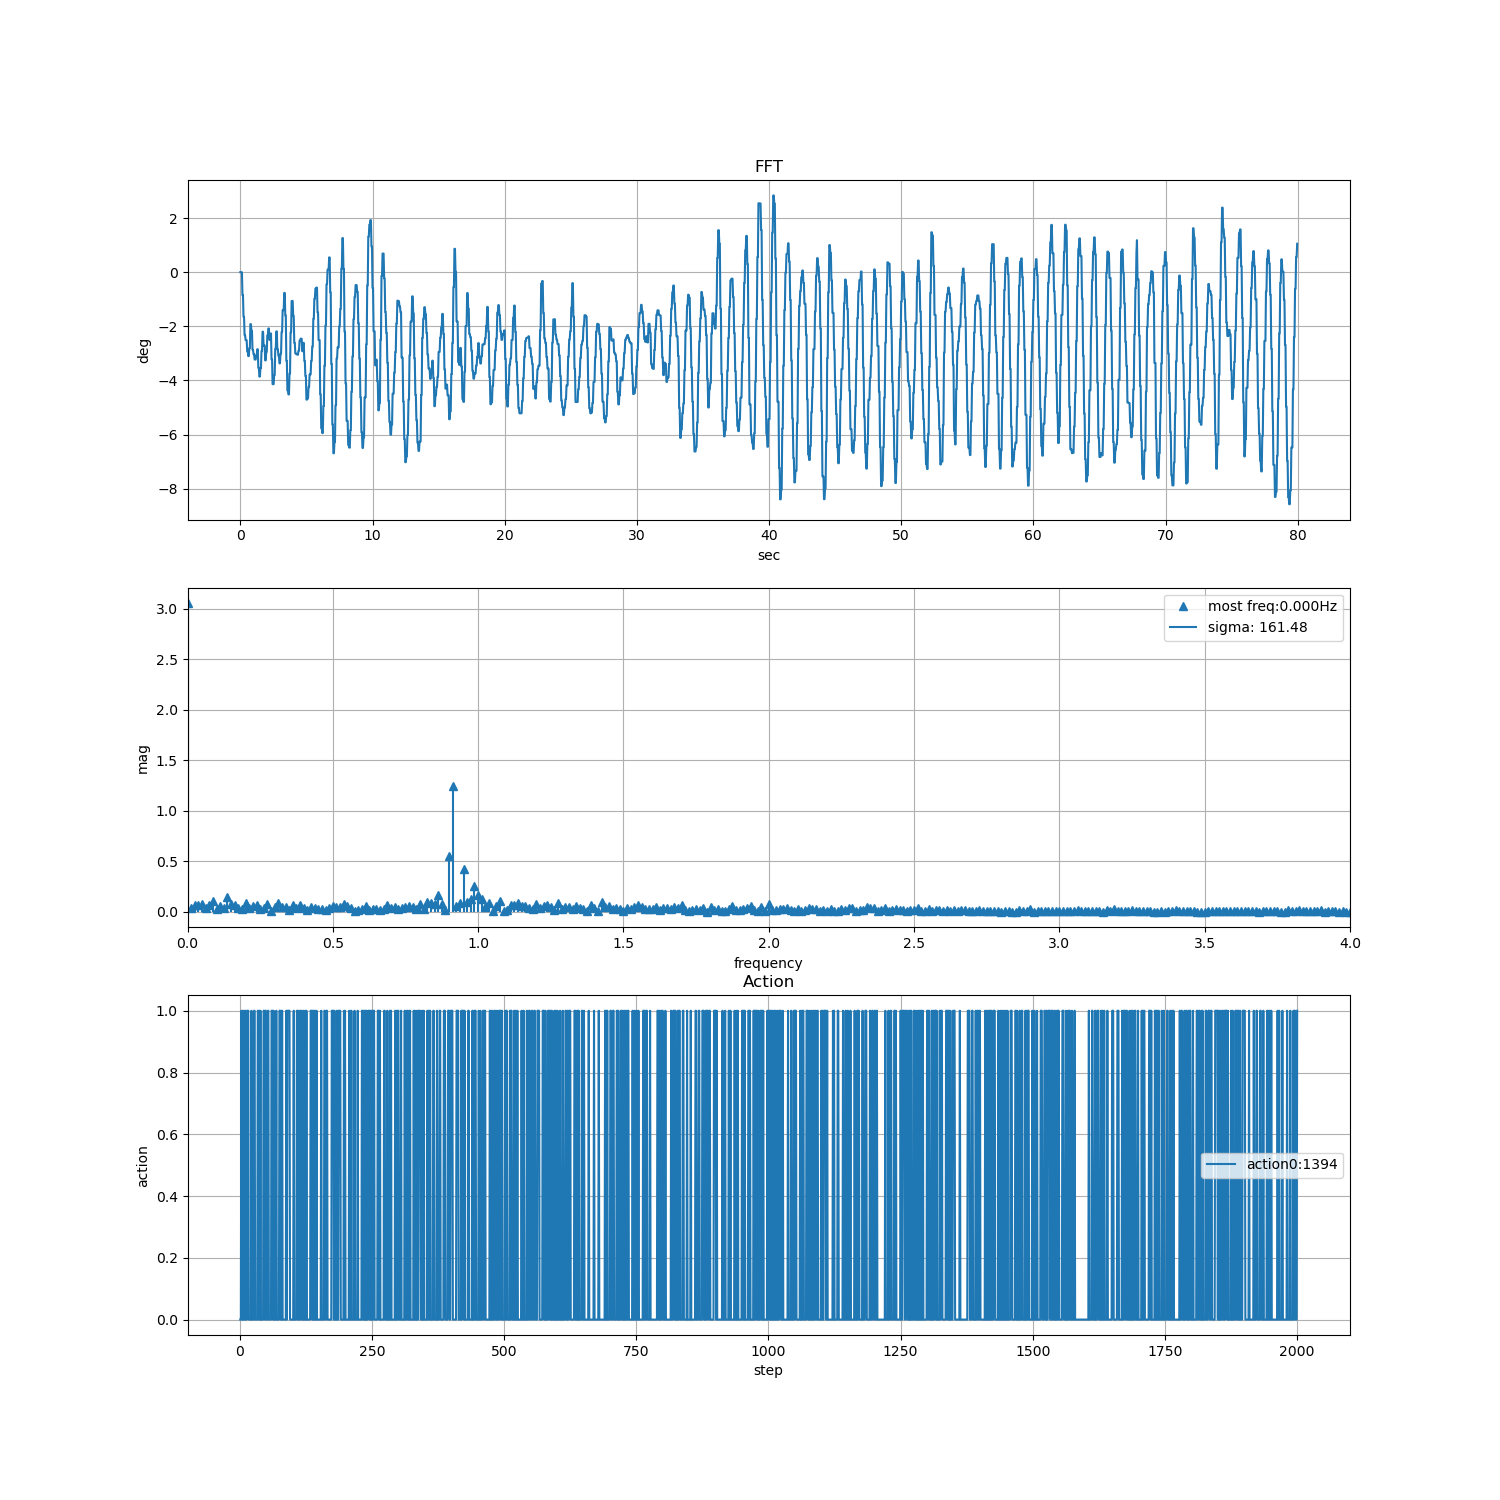 FFT
2
0
−2
−4
−6
−8
deg
0 10 20 30 40 50 60 70 80
sec
3.0
2.5
2.0
1.5
1.0
0.5
0.0
mag
most freq:0.000Hz
sigma: 161.48
0.0 0.5 1.0 1.5 2.0 2.5 3.0 3.5 4.0
frequency
Action
1.0
0.8
0.6
0.4
0.2
0.0
action
action0:1394
0 250 500 750 1000 1250 1500 1750 2000
step